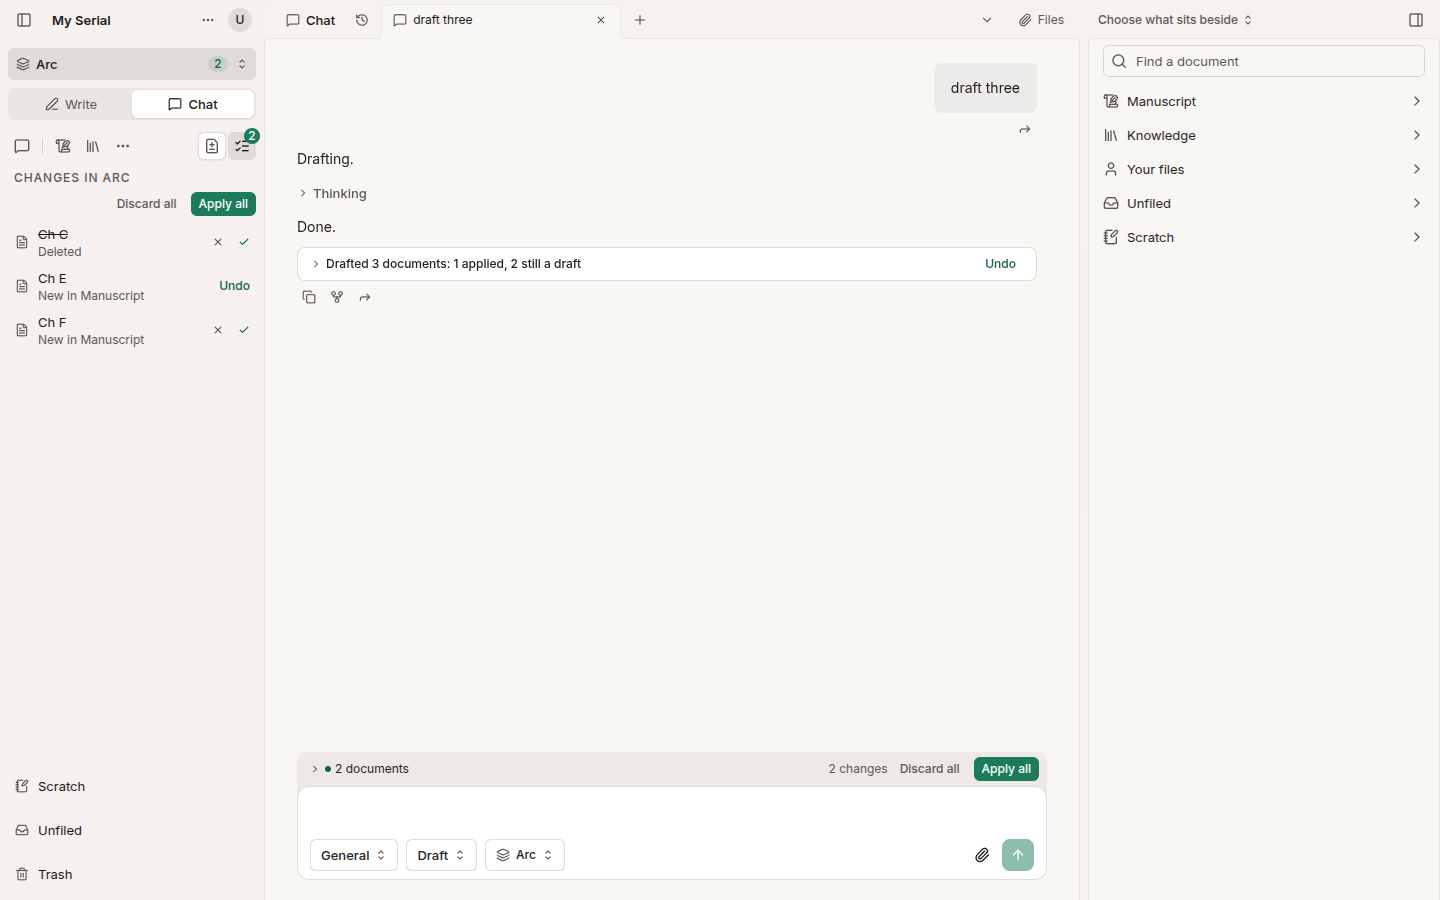 My Serial
U
Chat
draft three
Files
Choose what sits beside
Arc
2
Write
Chat
2
CHANGES IN ARC
Discard all
Apply all
Ch C
Deleted
Ch E
New in Manuscript
Undo
Ch F
New in Manuscript
Scratch
Unfiled
Trash
draft three
Drafting.
Thinking
Done.
Drafted 3 documents: 1 applied, 2 still a draft
Undo
2 documents
2 changes
Discard all
Apply all
General
Draft
Arc
Find a document
Manuscript
Knowledge
Your files
Unfiled
Scratch